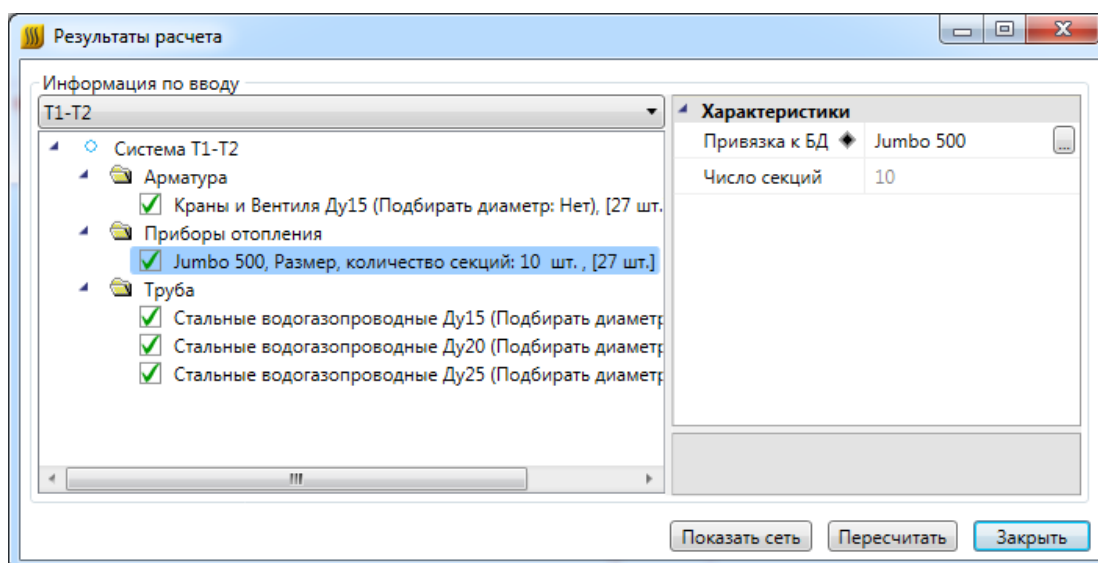 Результаты расчета
Информация по вводу
Т1-Т2
Система Т1-Т2
Арматура
Краны и Вентиля Ду15 (Подбирать диаметр: Нет), [27 шт.
Приборы отопления
Jumbo 500, Размер, количество секций: 10 шт. , [27 шт.]
Труба
Стальные водогазопроводные Ду15 (Подбирать диаметр
Стальные водогазопроводные Ду20 (Подбирать диаметр
Стальные водогазопроводные Ду25 (Подбирать диаметр
Характеристики
Привязка к БД Jumbo 500 ...
Число секций 10
Показать сеть Пересчитать Закрыть